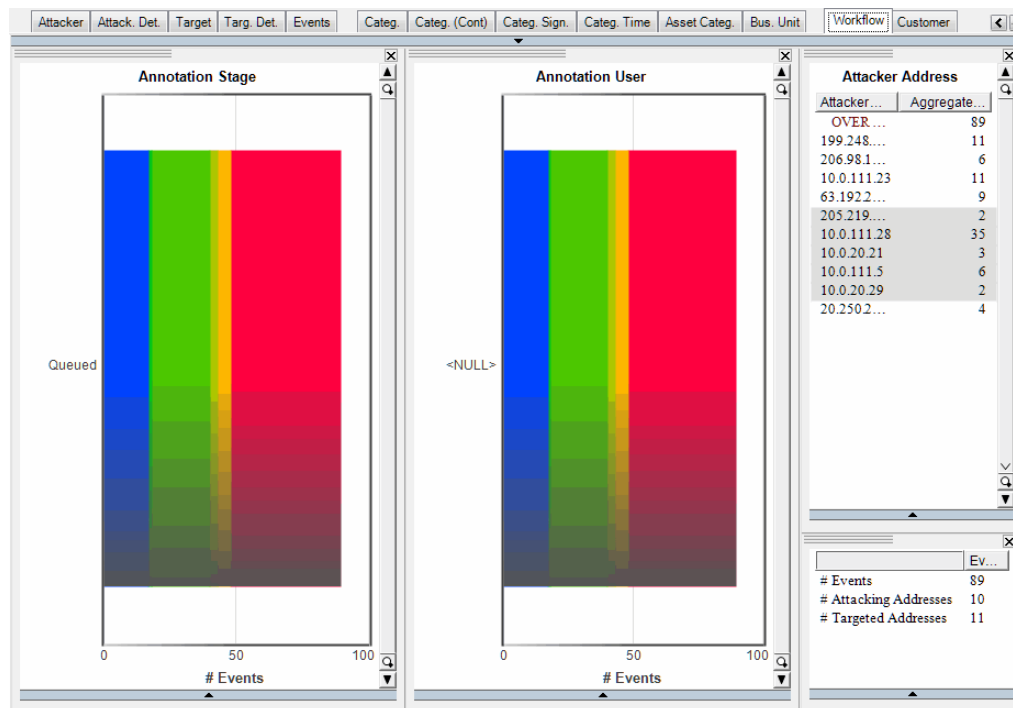 Attacker Attack. Det. Target Targ. Det. Events Categ. Categ. (Cont) Categ. Sign. Categ. Time Asset Categ. Bus. Unit Workflow Customer
Annotation Stage
Queued
0 50 100
# Events
Annotation User
<NULL>
0 50 100
# Events
Attacker Address
Attacker... Aggregate...
OVER ... 89
199.248.... 11
206.98.1... 6
10.0.111.23 11
63.192.2... 9
205.219.... 2
10.0.111.28 35
10.0.20.21 3
10.0.111.5 6
10.0.20.29 2
20.250.2... 4
Ev...
# Events 89
# Attacking Addresses 10
# Targeted Addresses 11